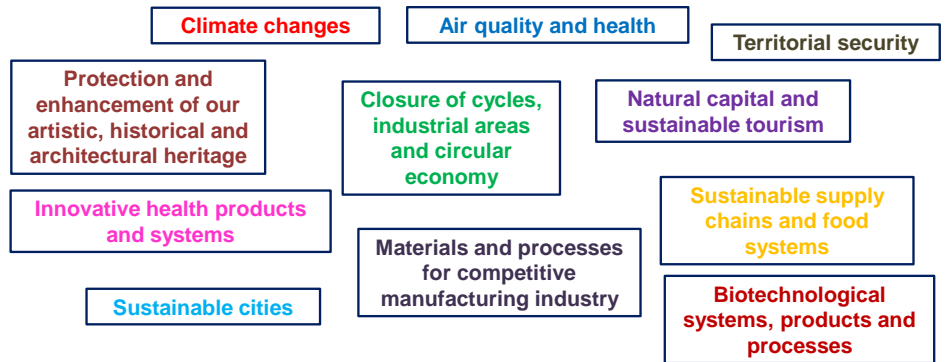 Climate changes
Air quality and health
Territorial security
Protection and
enhancement of our
artistic, historical and
architectural heritage
Closure of cycles,
industrial areas
and circular
economy
Natural capital and
sustainable tourism
Innovative health products
and systems
Sustainable supply
chains and food
systems
Materials and processes
for competitive
manufacturing industry
Sustainable cities
Biotechnological
systems, products and
processes